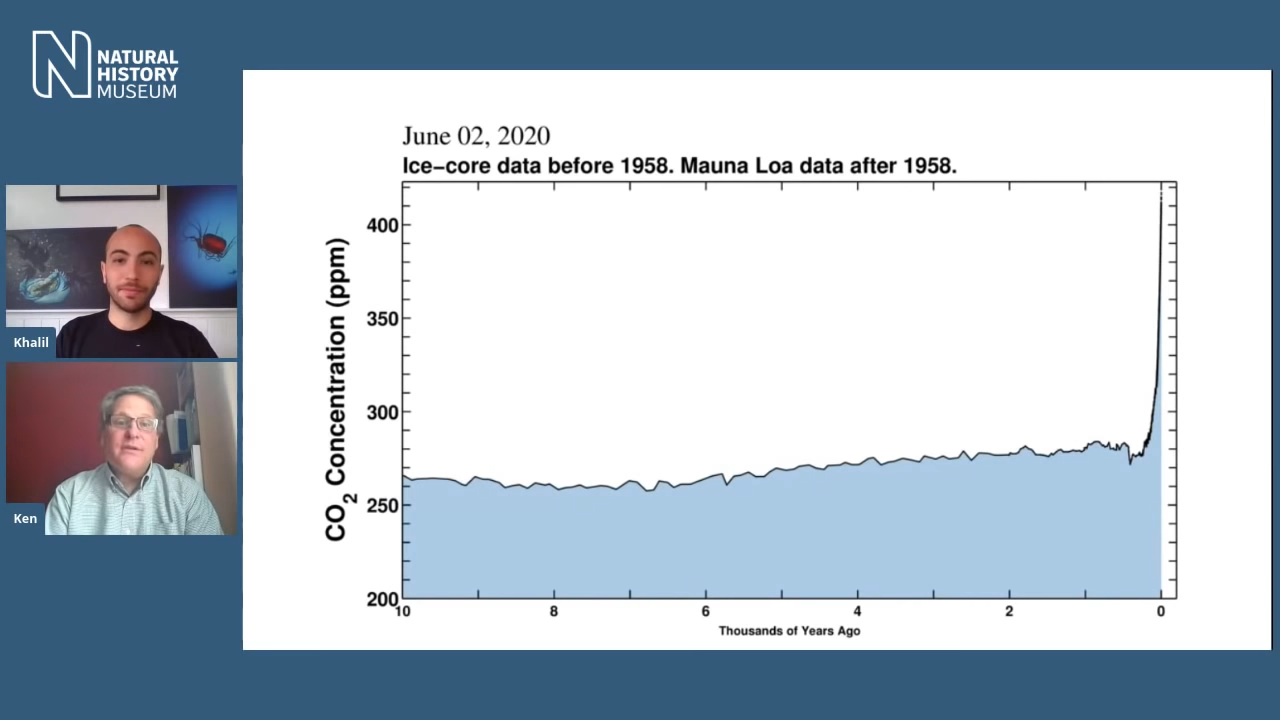 NATURAL
HISTORY
MUSEUM
Khalil
Ken
June 02, 2020
Ice-core data before 1958. Mauna Loa data after 1958.
CO2 Concentration (ppm)
400
350
300
250
200
10
8
6
4
2
0
Thousands of Years Ago